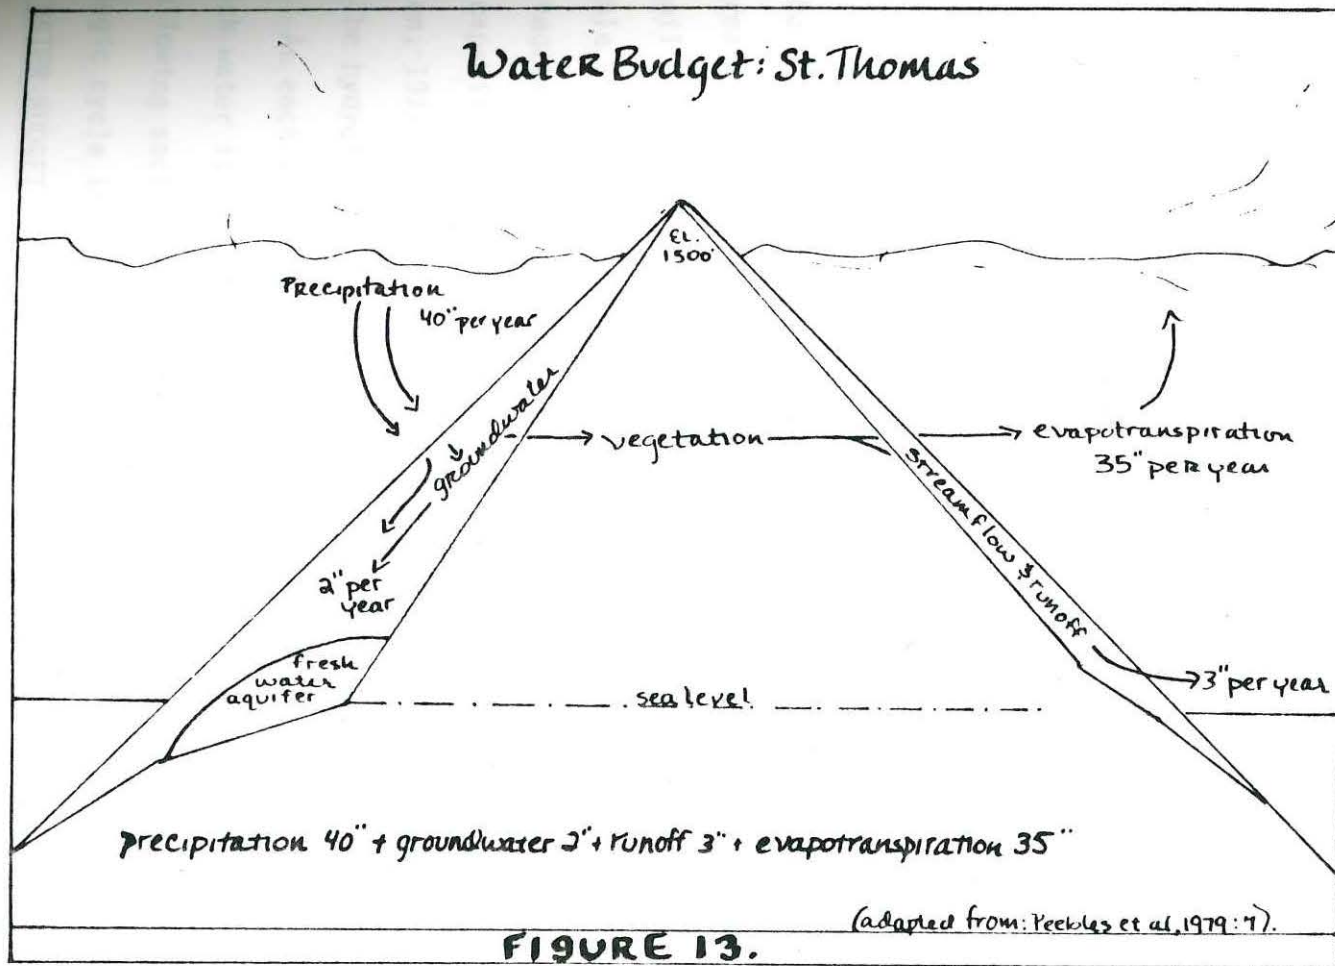 Water Budget: St. Thomas
EL.
1500'
Precipitation
40" per year
groundwater
vegetation
evapotranspiration
35" per year
streamflow & runoff
2" per
year
fresh
water
aquifer
sea level
3" per year
precipitation 40" + groundwater 2" + runoff 3" + evapotranspiration 35"
(adapted from: Peebles et al, 1979:7).
FIGURE 13.